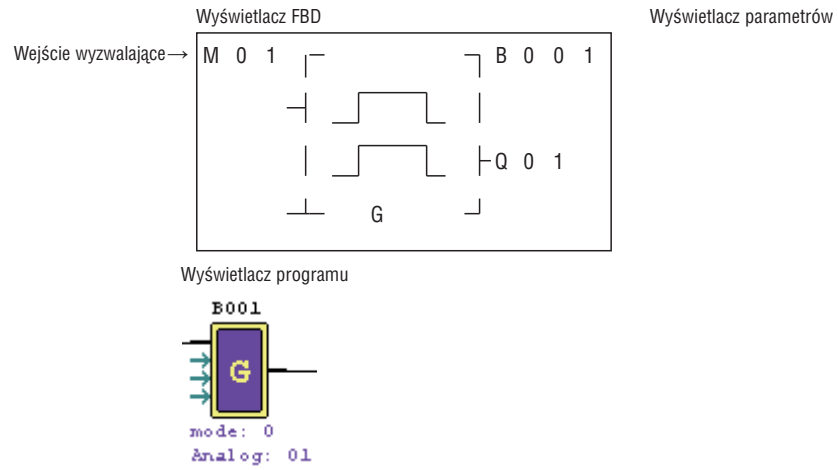 Wyświetlacz FBD Wyświetlacz parametrów
Wejście wyzwalające→ M 0 1 B 0 0 1
Q 0 1
G
Wyświetlacz programu
B001
G
mode: 0
Analog: 01